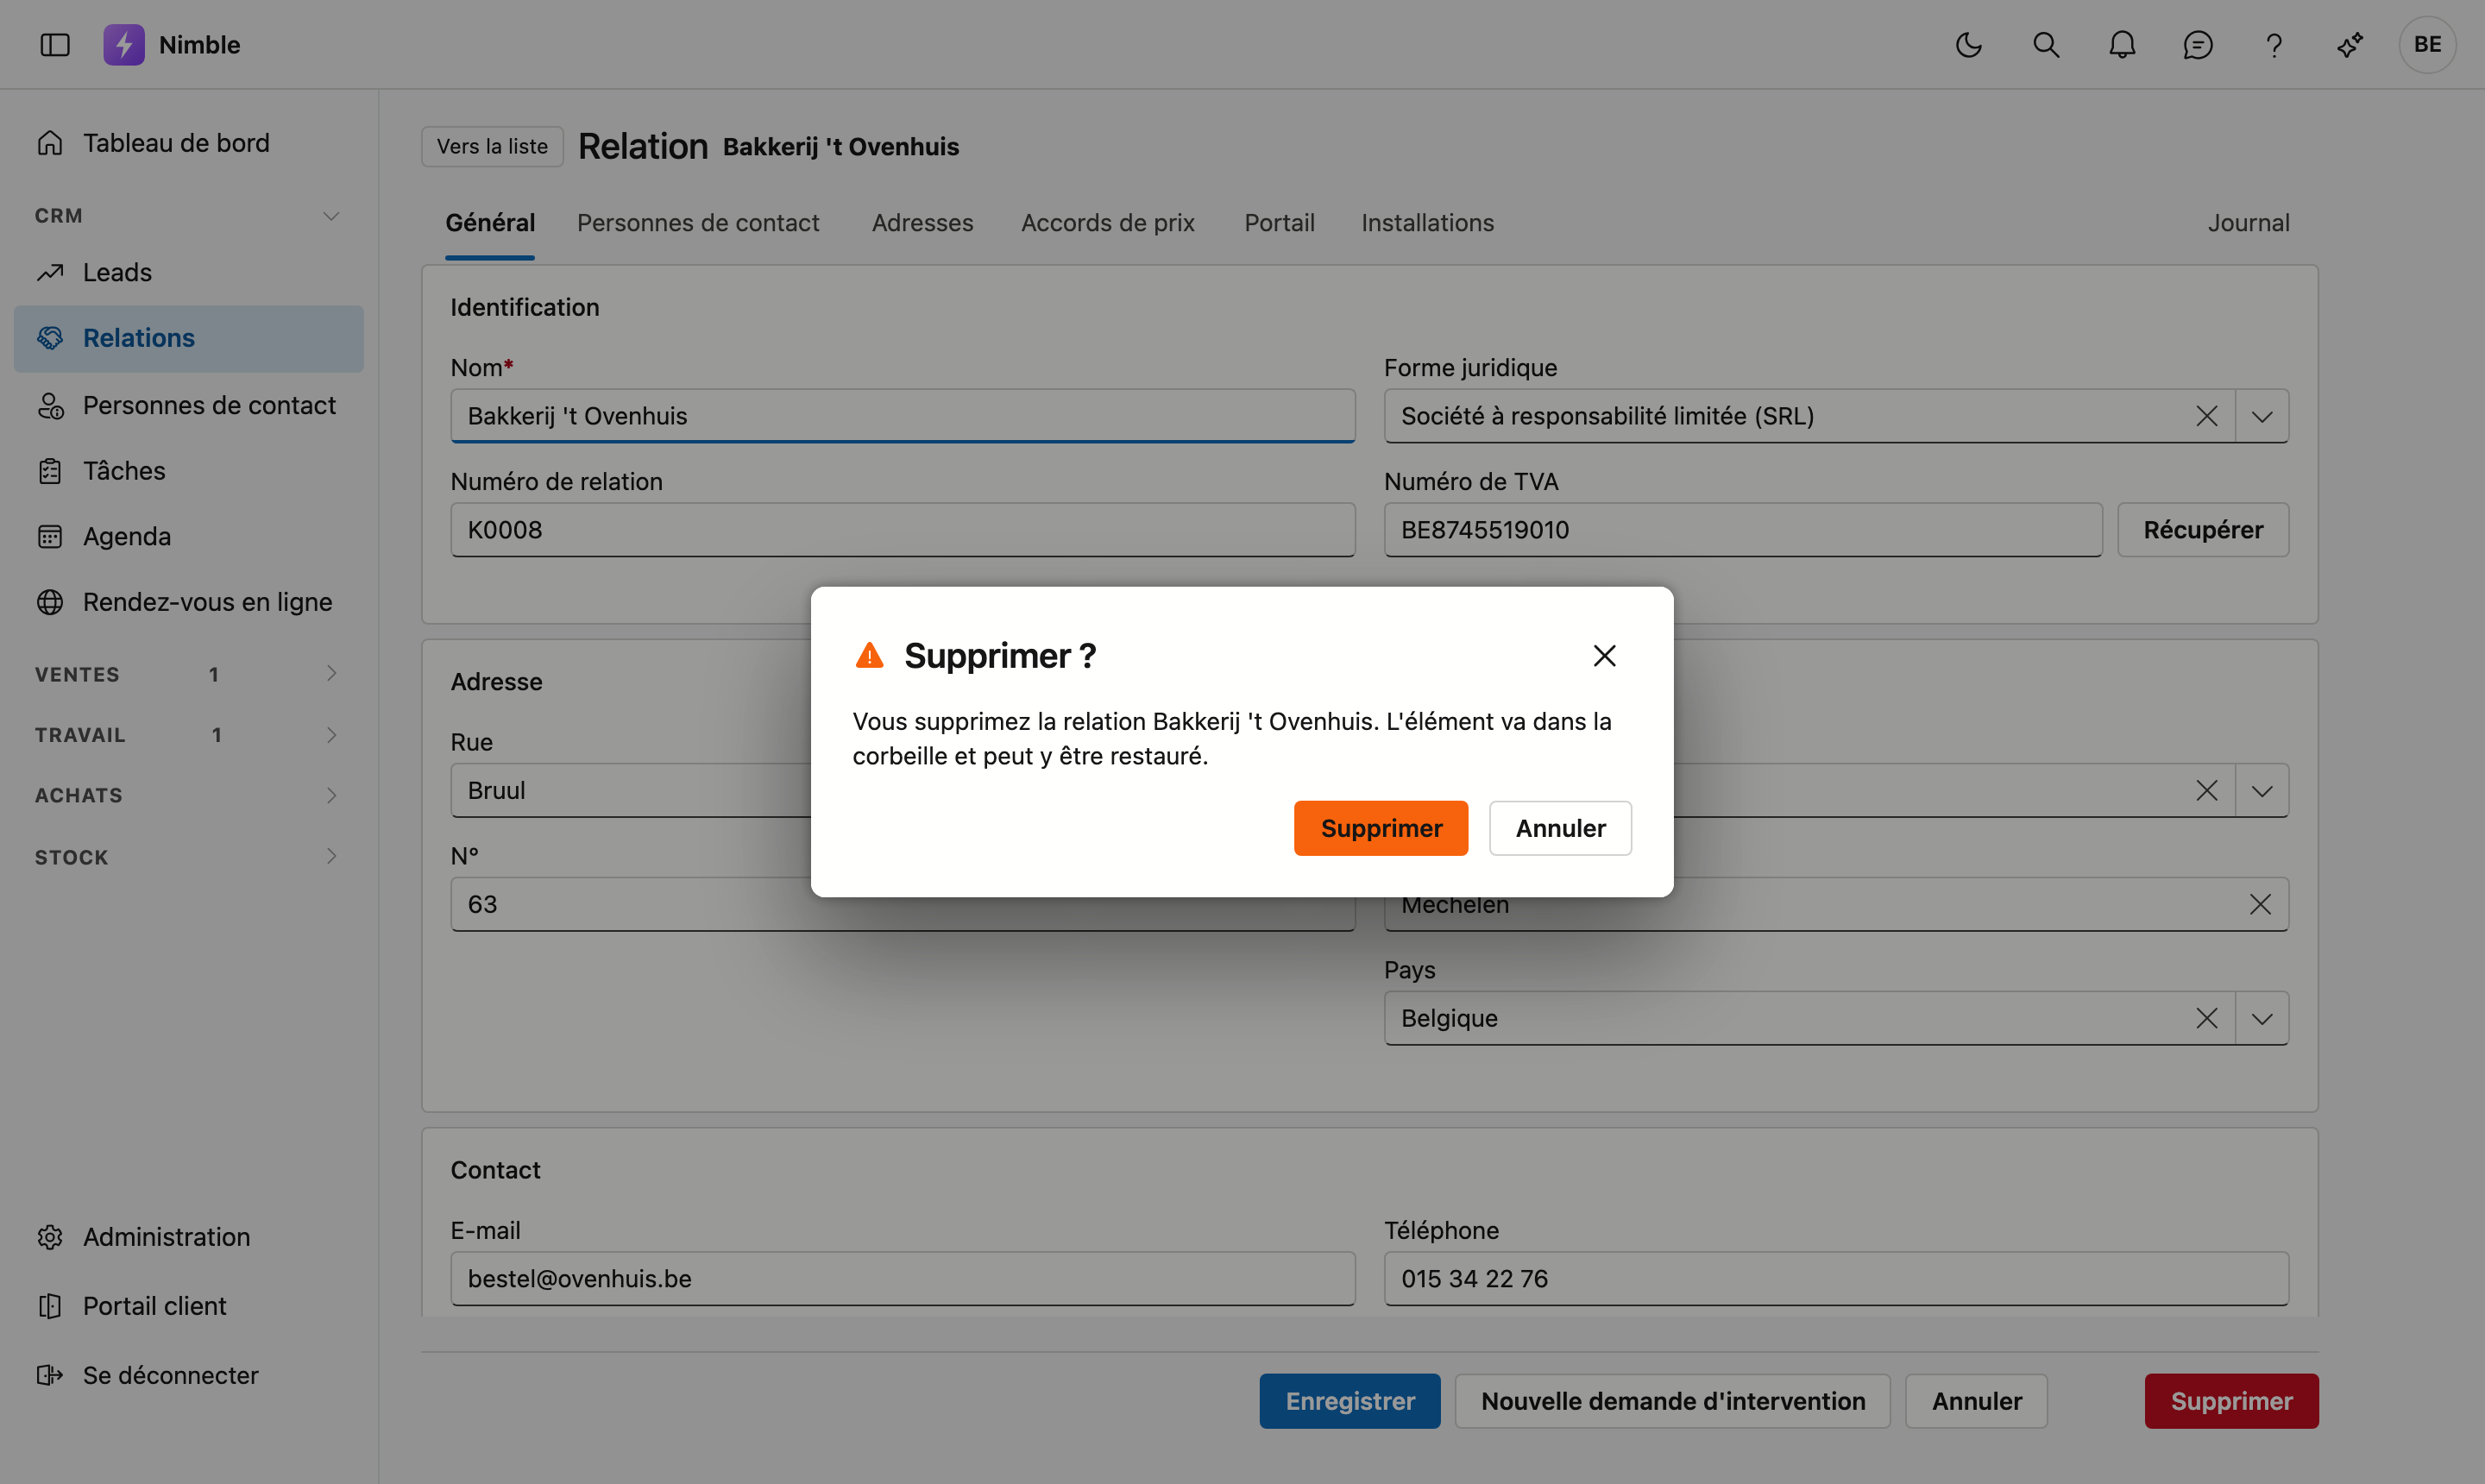 Nimble
BE
Tableau de bord
CRM
Leads
Relations
Personnes de contact
Tâches
Agenda
Rendez-vous en ligne
VENTES 1
TRAVAIL 1
ACHATS
STOCK
Administration
Portail client
Se déconnecter
Vers la liste Relation Bakkerij 't Ovenhuis
Général Personnes de contact Adresses Accords de prix Portail Installations Journal
Identification
Nom* Forme juridique
Bakkerij 't Ovenhuis Société à responsabilité limitée (SRL)
Numéro de relation Numéro de TVA
K0008 BE8745519010 Récupérer
Supprimer ?
Vous supprimez la relation Bakkerij 't Ovenhuis. L'élément va dans la
corbeille et peut y être restauré.
Supprimer Annuler
Adresse
Rue
Bruul
N°
63 Mechelen
Pays
Belgique
Contact
E-mail Téléphone
bestel@ovenhuis.be 015 34 22 76
Enregistrer Nouvelle demande d'intervention Annuler Supprimer